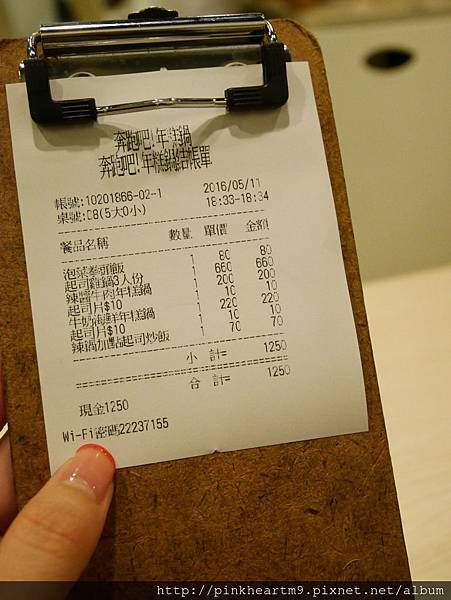 奔跑吧!年糕鍋
奔跑吧!年糕鍋結帳單
帳號:10201866-02-1 2016/05/11
桌號:C8(5大0小) 18:33-18:34
餐品名稱 數量 單價 金額
泡菜拳頭飯 1 80 80
起司雞鍋3人份 1 660 660
辣醬牛肉年糕鍋 1 200 200
起司片$10 1 10 10
牛奶海鮮年糕鍋 1 220 220
起司片$10 1 10 10
辣鍋加點起司炒飯 1 70 70
小 計= 1250
合 計= 1250
現金1250
Wi-Fi密碼22237155
http://pinkheartm9.pixnet.net/album